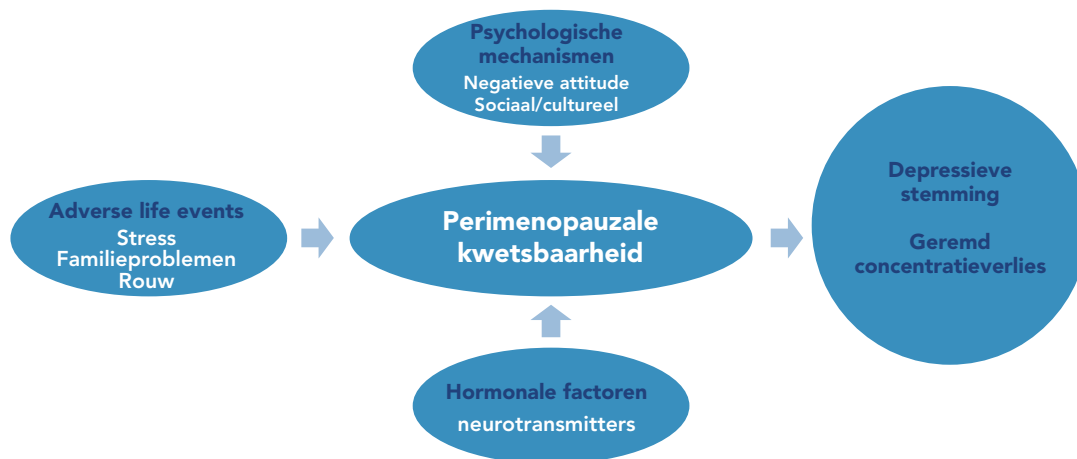 Psychologische
mechanismen
Negatieve attitude
Sociaal/cultureel
Adverse life events
Stress
Familieproblemen
Rouw
Perimenopauzale
kwetsbaarheid
Depressieve
stemming
Geremd
concentratieverlies
Hormonale factoren
neurotransmitters